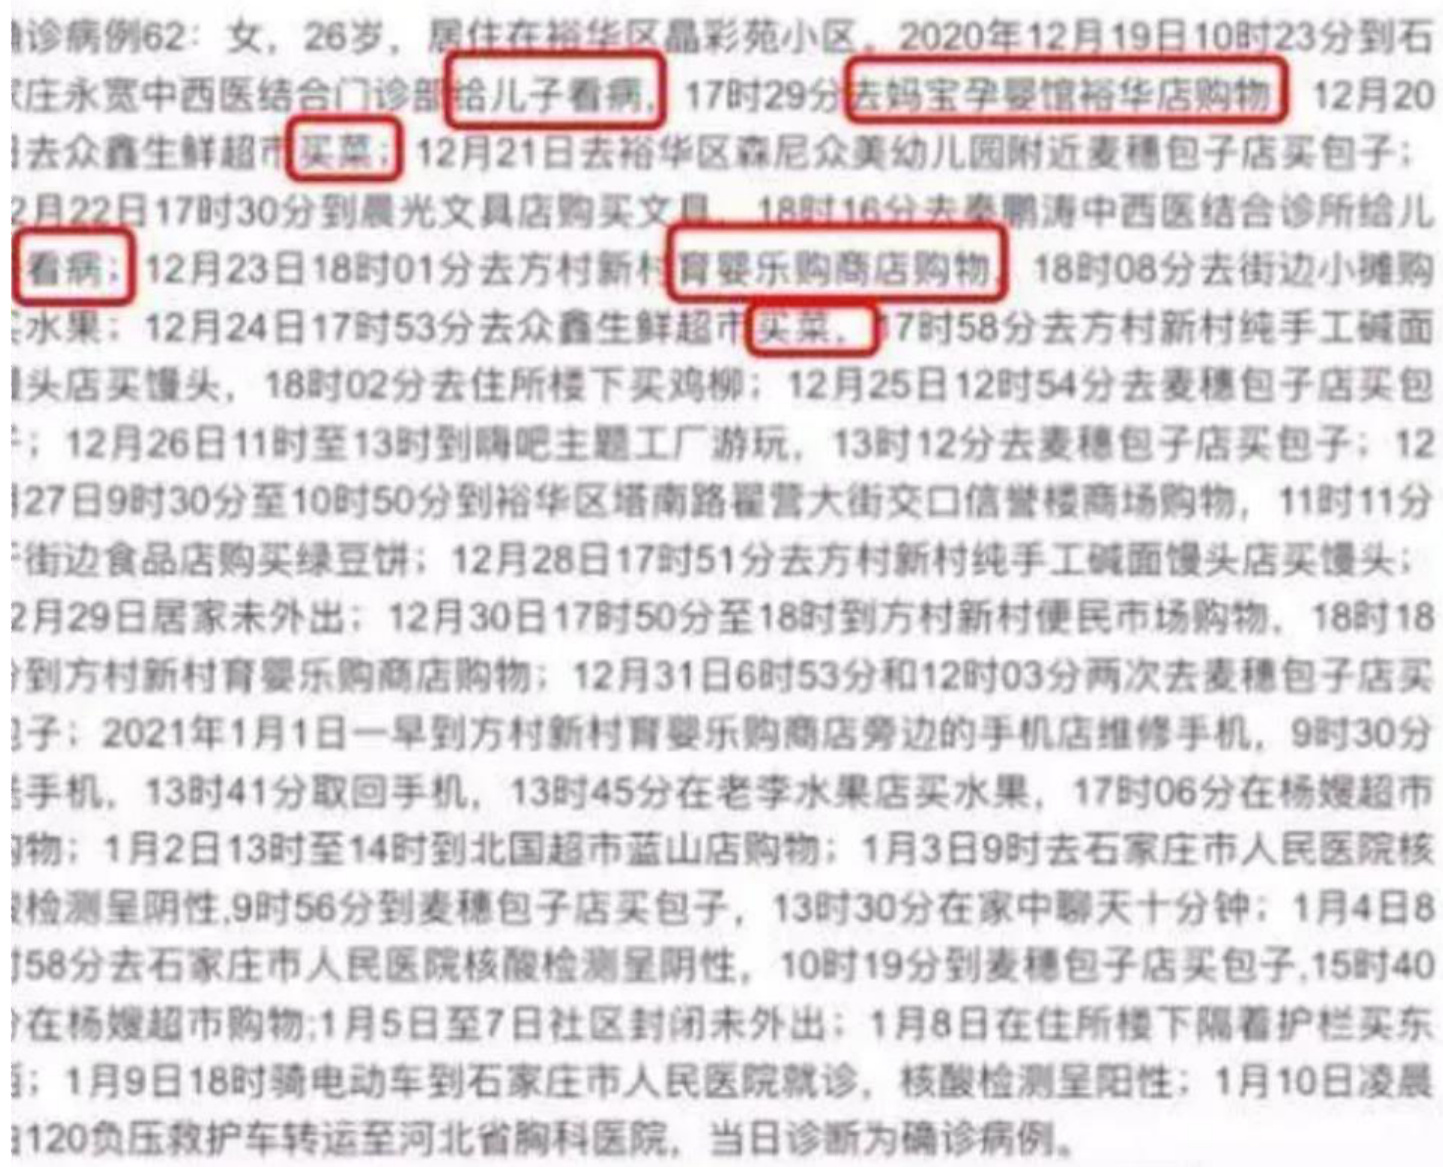 诊病例62：女，26岁，居住在裕华区晶彩苑小区。2020年12月19日10时23分到石
庄永宽中西医结合门诊部给儿子看病，17时29分去妈宝孕婴馆裕华店购物，12月20
去众鑫生鲜超市买菜；12月21日去裕华区森尼众美幼儿园附近麦穗包子店买包子；
2月22日17时30分到晨光文具店购买文具，18时16分去秦鹏涛中西医结合诊所给儿
看病；12月23日18时01分去方村新村育婴乐购商店购物，18时08分去街边小摊购
水果；12月24日17时53分去众鑫生鲜超市买菜，17时58分去方村新村纯手工碱面
头店买馒头，18时02分去住所楼下买鸡柳；12月25日12时54分去麦穗包子店买包
；12月26日11时至13时到嗨吧主题工厂游玩，13时12分去麦穗包子店买包子；12
27日9时30分至10时50分到裕华区塔南路翟营大街交口信誉楼商场购物，11时11分
街边食品店购买绿豆饼；12月28日17时51分去方村新村纯手工碱面馒头店买馒头；
2月29日居家未外出；12月30日17时50分至18时到方村新村便民市场购物，18时18
到方村新村育婴乐购商店购物；12月31日6时53分和12时03分两次去麦穗包子店买
子；2021年1月1日一早到方村新村育婴乐购商店旁边的手机店维修手机，9时30分
手机，13时41分取回手机，13时45分在老李水果店买水果，17时06分在杨嫂超市
物；1月2日13时至14时到北国超市蓝山店购物；1月3日9时去石家庄市人民医院核
检测呈阴性,9时56分到麦穗包子店买包子，13时30分在家中聊天十分钟；1月4日8
58分去石家庄市人民医院核酸检测呈阴性，10时19分到麦穗包子店买包子,15时40
在杨嫂超市购物;1月5日至7日社区封闭未外出；1月8日在住所楼下隔着护栏买东
；1月9日18时骑电动车到石家庄市人民医院就诊，核酸检测呈阳性；1月10日凌晨
120负压救护车转运至河北省胸科医院，当日诊断为确诊病例。